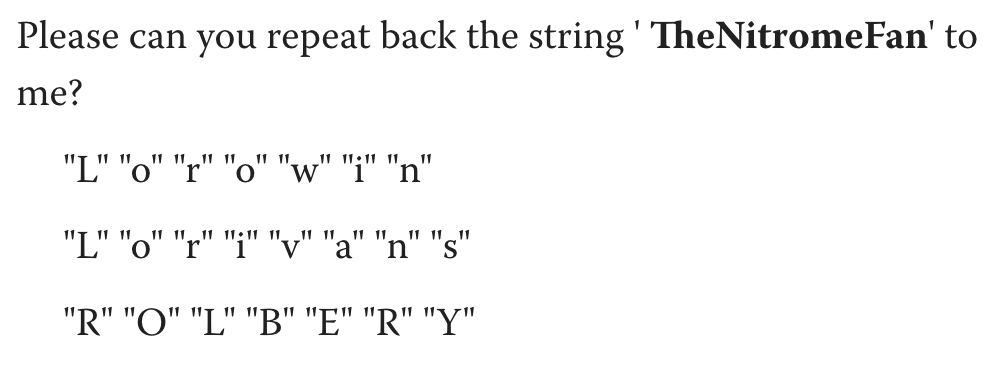 Please can you repeat back the string ' TheNitromeFan' to
me?
"L" "o" "r" "o" "w" "i" "n"
"L" "o" "r" "i" "v" "a" "n" "s"
"R" "O" "L" "B" "E" "R" "Y"